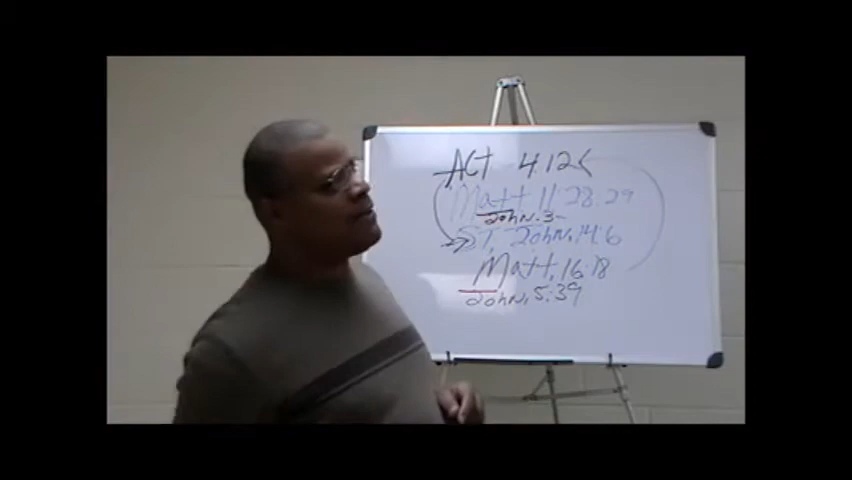 ACT 4:12
Matt 11:28:29
John.3-
ST, John.14:6
Matt, 16:18
John, 5:39